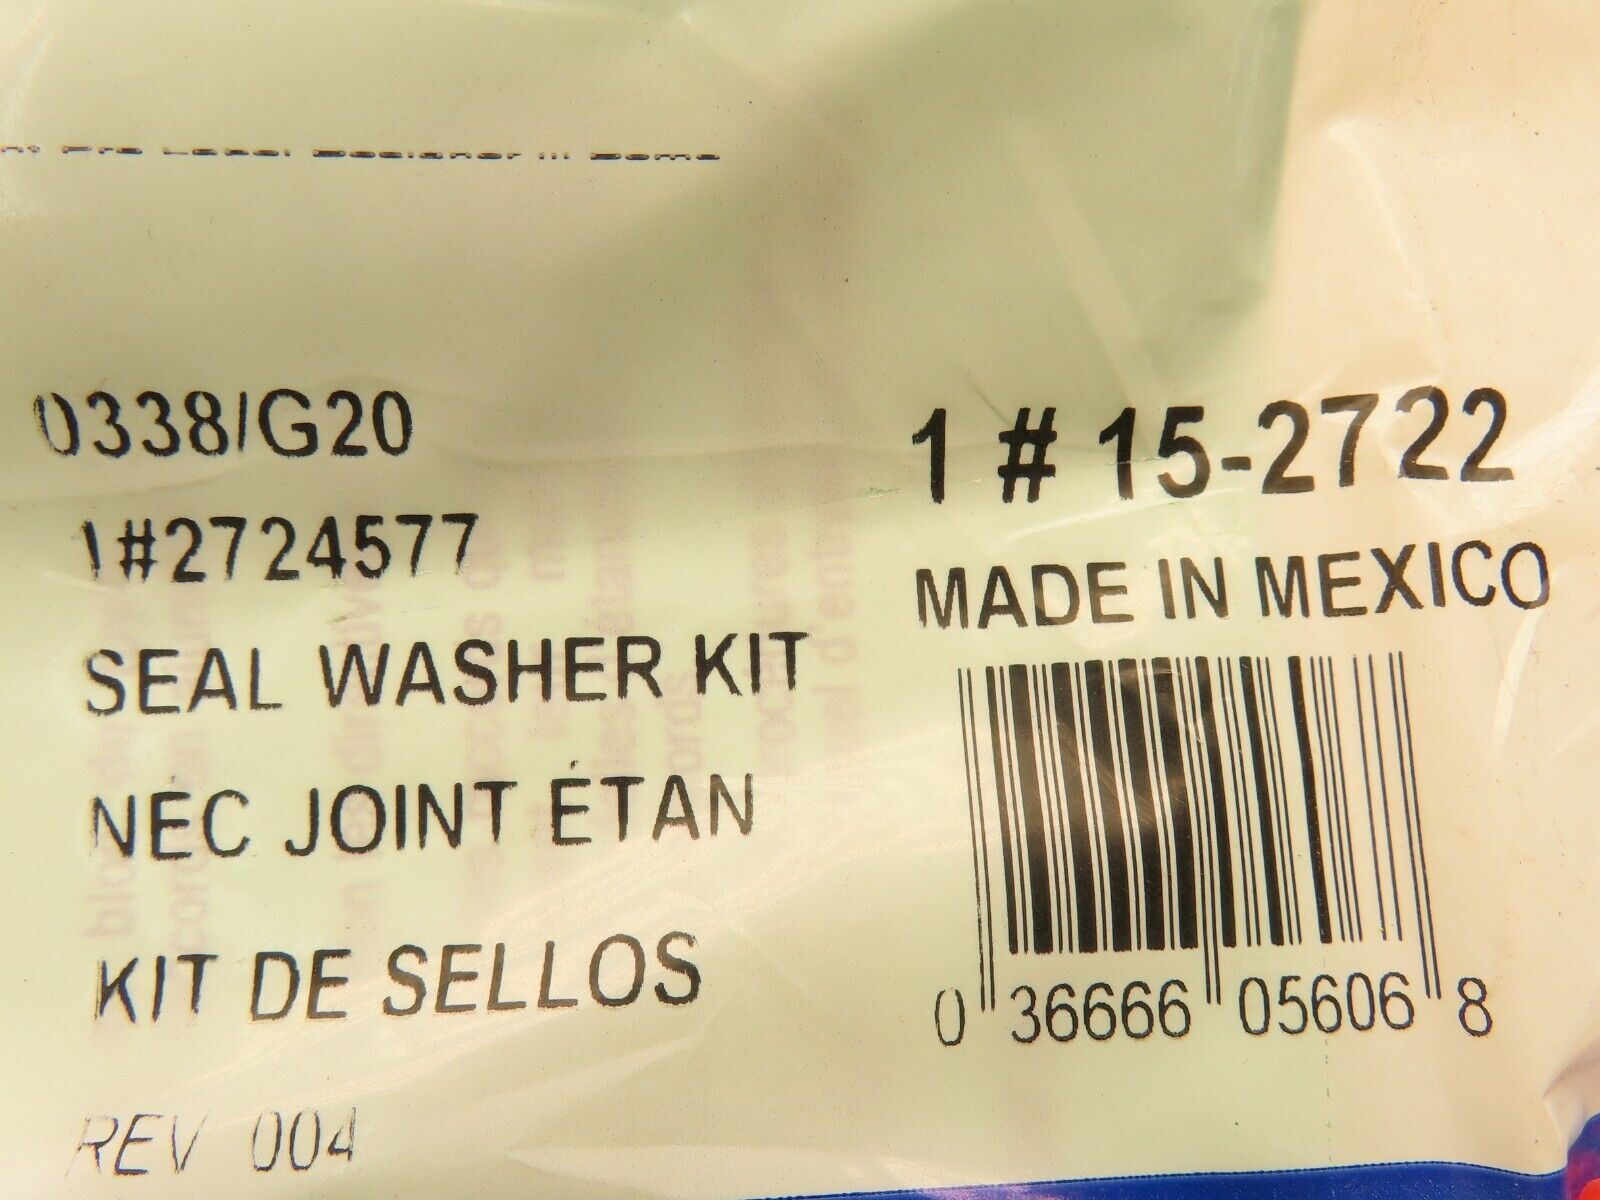 0338/G20
1#2724577
SEAL WASHER KIT
NÉC JOINT ÉTAN
KIT DE SELLOS
REV 004
1 # 15-2722
MADE IN MEXICO
0 36666 05606 8